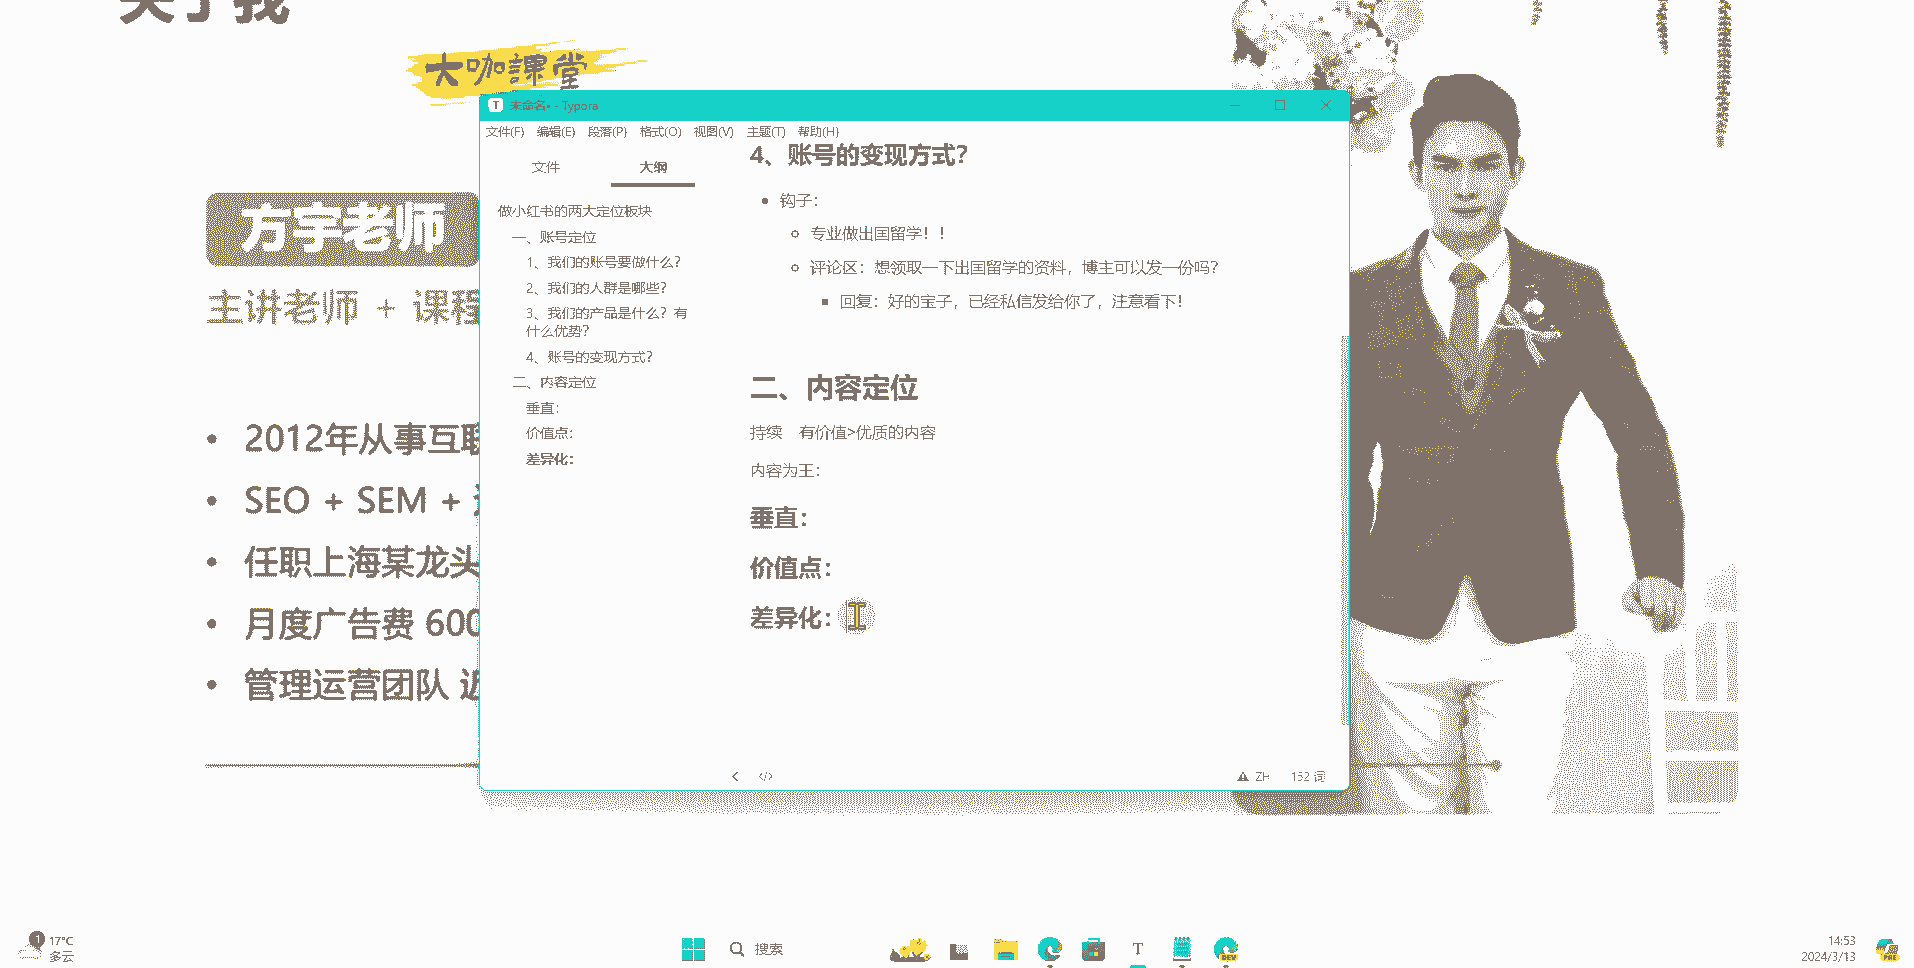 关于我
大咖課堂
方宇老师
主讲老师 + 课程
2012年从事互联
SEO + SEM +
任职上海某龙头
月度广告费 600
管理运营团队 近
未命名• - Typora
文件(F) 编辑(E) 段落(P) 格式(O) 视图(V) 主题(T) 帮助(H)
文件 大纲
做小红书的两大定位板块
一、账号定位
1、我们的账号要做什么？
2、我们的人群是哪些？
3、我们的产品是什么？有
什么优势？
4、账号的变现方式？
二、内容定位
垂直：
价值点：
差异化：
4、账号的变现方式？
钩子：
专业做出国留学！！
评论区：想领取一下出国留学的资料，博主可以发一份吗？
回复：好的宝子，已经私信发给你了，注意看下！
二、内容定位
持续 有价值>优质的内容
内容为王：
垂直：
价值点：
差异化：
ZH 152 词
1
17°C
多云
搜索
T
DEV
14:53
2024/3/13
PRE